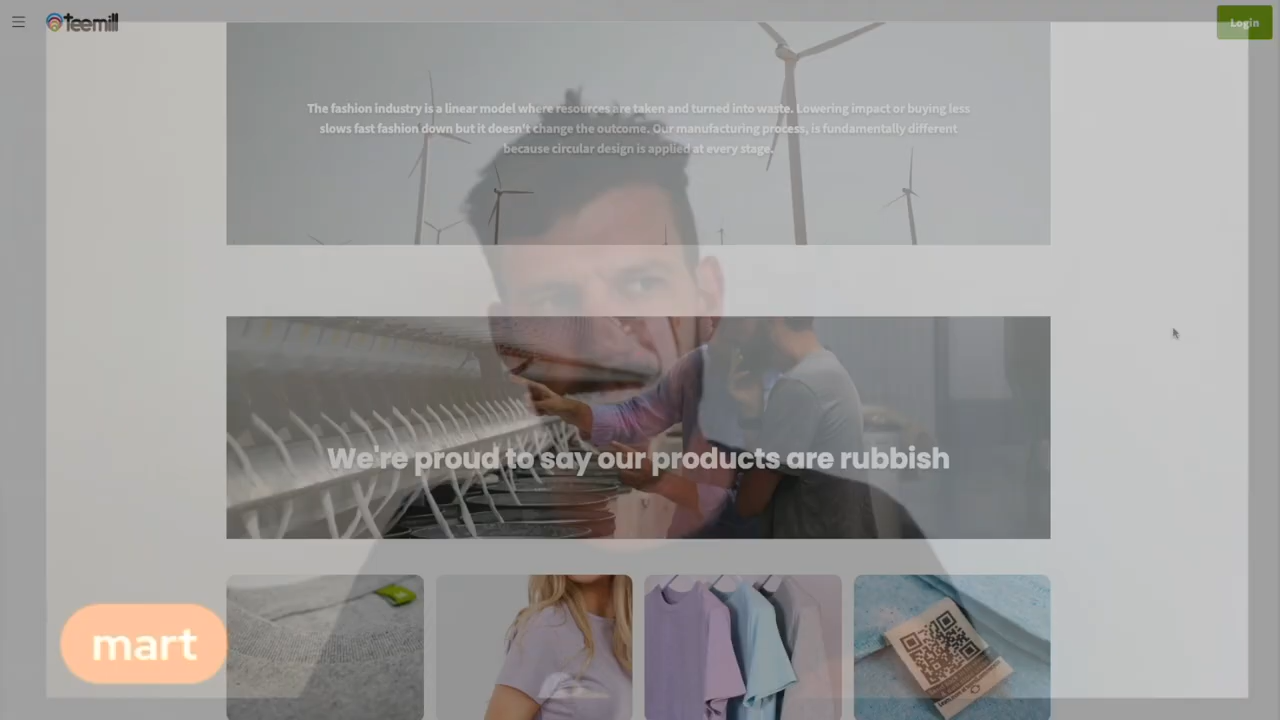 teemill
Login
The fashion industry is a linear model where resources are taken and turned into waste. Lowering impact or buying less
slows fast fashion down but it doesn't change the outcome. Our manufacturing process, is fundamentally different
because circular design is applied at every stage.
We're proud to say our products are rubbish
mart